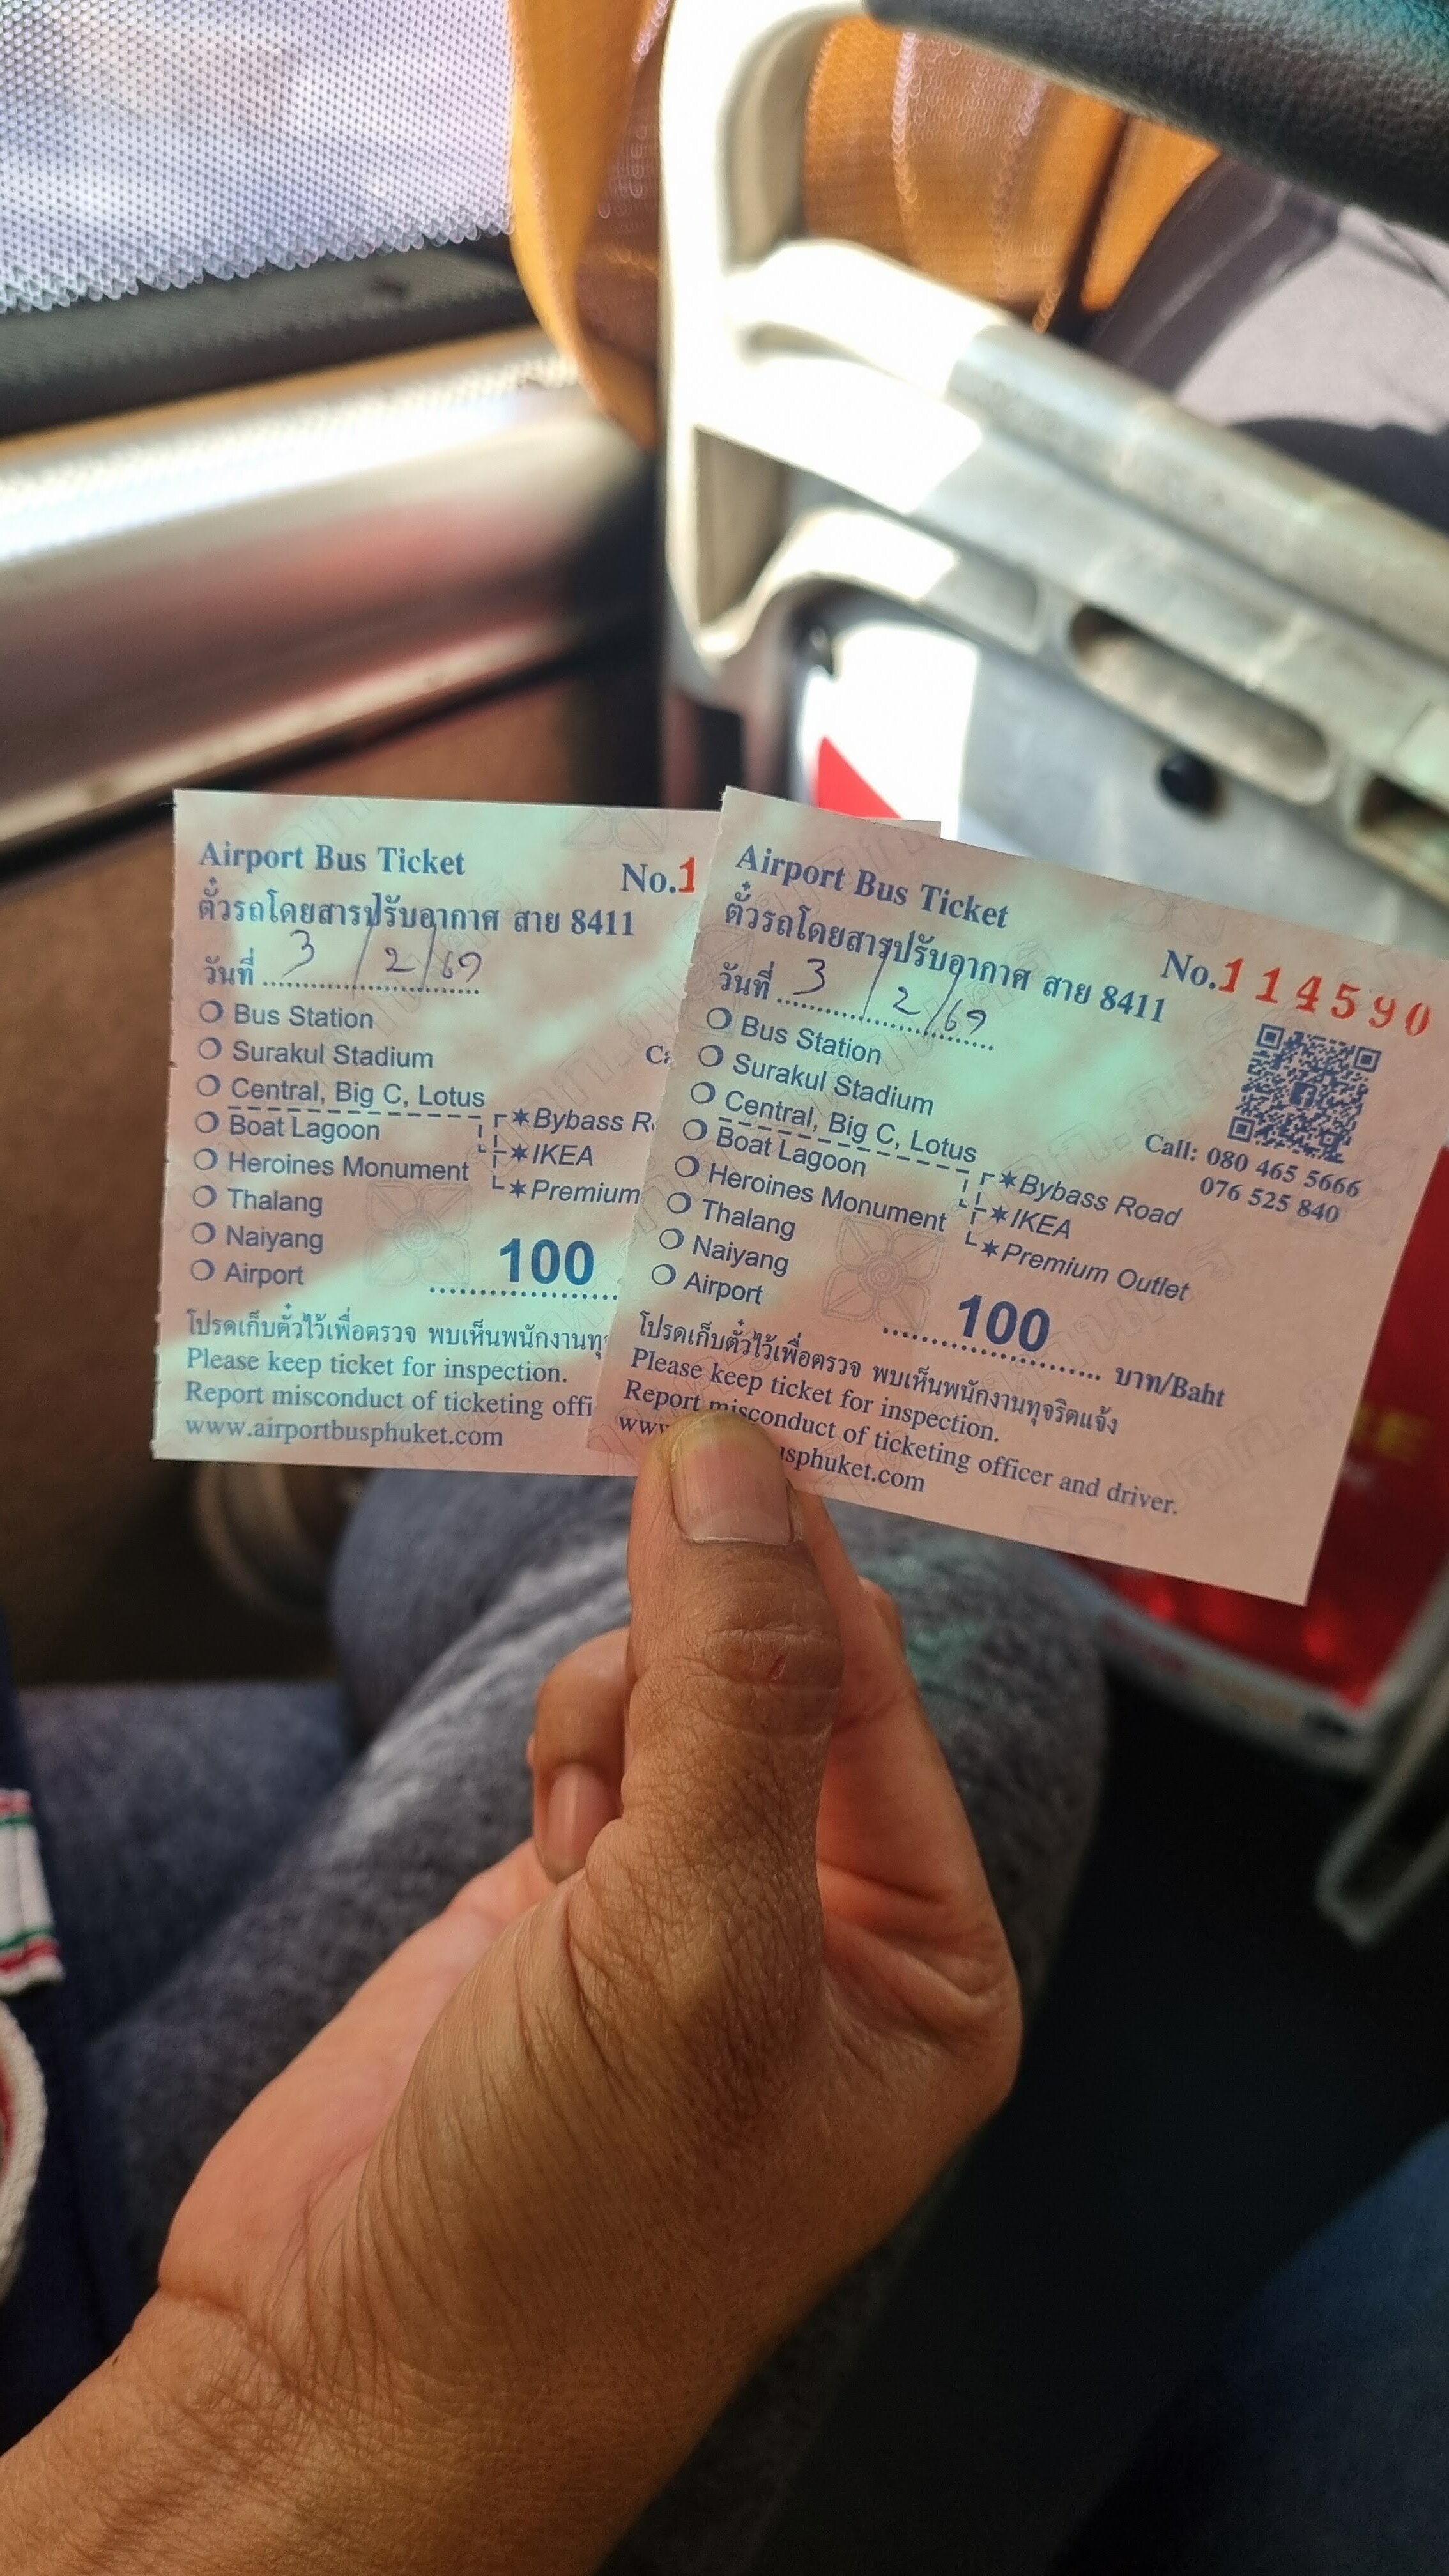 Airport Bus Ticket
No.1
ตั๋วรถโดยสารปรับอากาศ สาย 8411
วันที่ 3/2/69
Bus Station
Surakul Stadium
Central, Big C, Lotus
Boat Lagoon
Heroines Monument
Thalang
Naiyang
Airport
*Bybass R
*IKEA
*Premium
100
โปรดเก็บตั๋วไว้เพื่อตรวจ พบเห็นพนักงานทุ
Please keep ticket for inspection.
Report misconduct of ticketing offi
www.airportbusphuket.com
Airport Bus Ticket
No.114590
ตั๋วรถโดยสารปรับอากาศ สาย 8411
วันที่ 3/2/69
Bus Station
Surakul Stadium
Central, Big C, Lotus
Boat Lagoon
Heroines Monument
Thalang
Naiyang
Airport
*Bybass Road
*IKEA
*Premium Outlet
Call: 080 465 5666
076 525 840
100 บาท/Baht
โปรดเก็บตั๋วไว้เพื่อตรวจ พบเห็นพนักงานทุจริตแจ้ง
Please keep ticket for inspection.
Report misconduct of ticketing officer and driver.
www usphuket.com